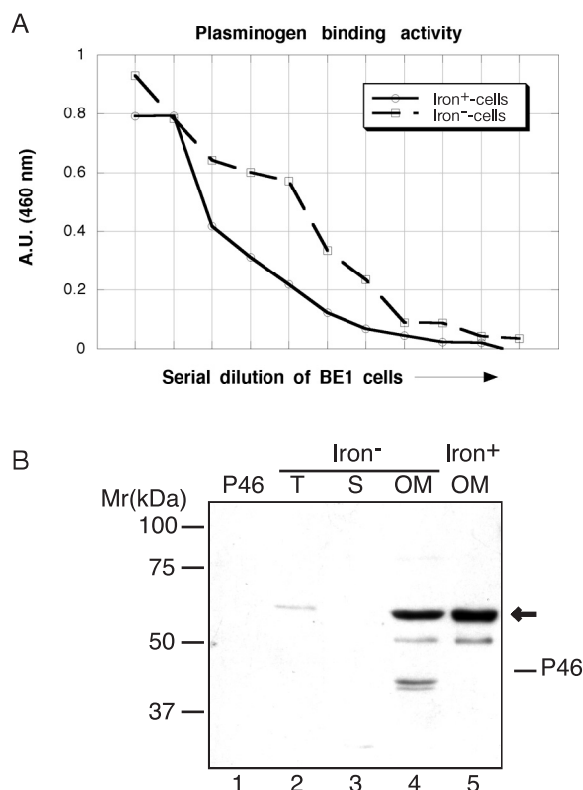 A
Plasminogen binding activity
1
0.8
0.6
0.4
0.2
0
A.U. (460 nm)
Iron⁺-cells
Iron⁻-cells
Serial dilution of BE1 cells
B
Iron⁻ Iron⁺
P46 T S OM OM
Mr(kDa)
100
75
50
37
P46
1 2 3 4 5